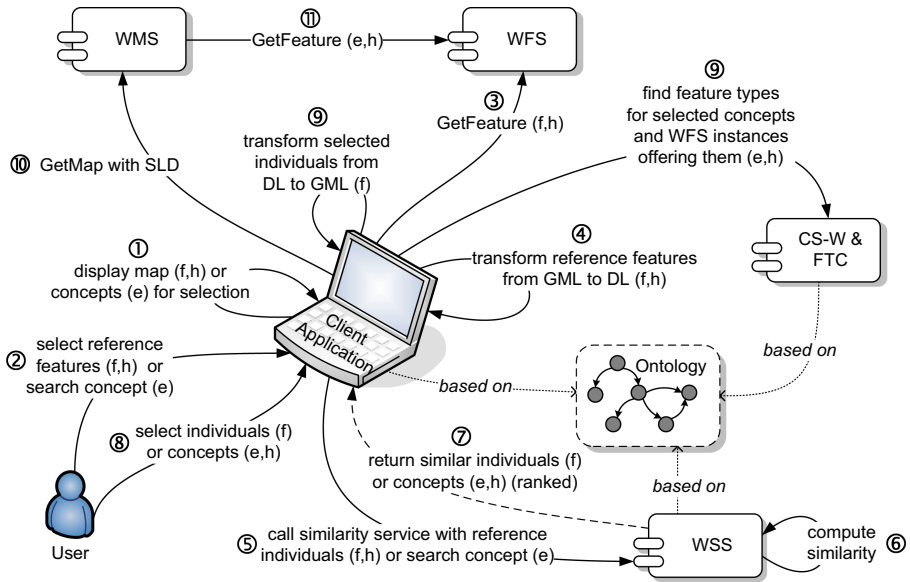 ⑪
WMS
GetFeature (e,h)
WFS
⑨
find feature types
for selected concepts
and WFS instances
offering them (e,h)
③
GetFeature (f,h)
⑨
transform selected
individuals from
DL to GML (f)
⑩ GetMap with SLD
④
transform reference features
from GML to DL (f,h)
CS-W &
FTC
①
display map (f,h) or
concepts (e) for selection
Client
Application
② select reference
features (f,h) or
search concept (e)
based on
based on
Ontology
⑧ select individuals (f)
or concepts (e,h)
⑦
return similar individuals (f)
or concepts (e,h) (ranked)
based on
User
⑤ call similarity service with reference
individuals (f,h) or search concept (e)
WSS
compute
similarity ⑥